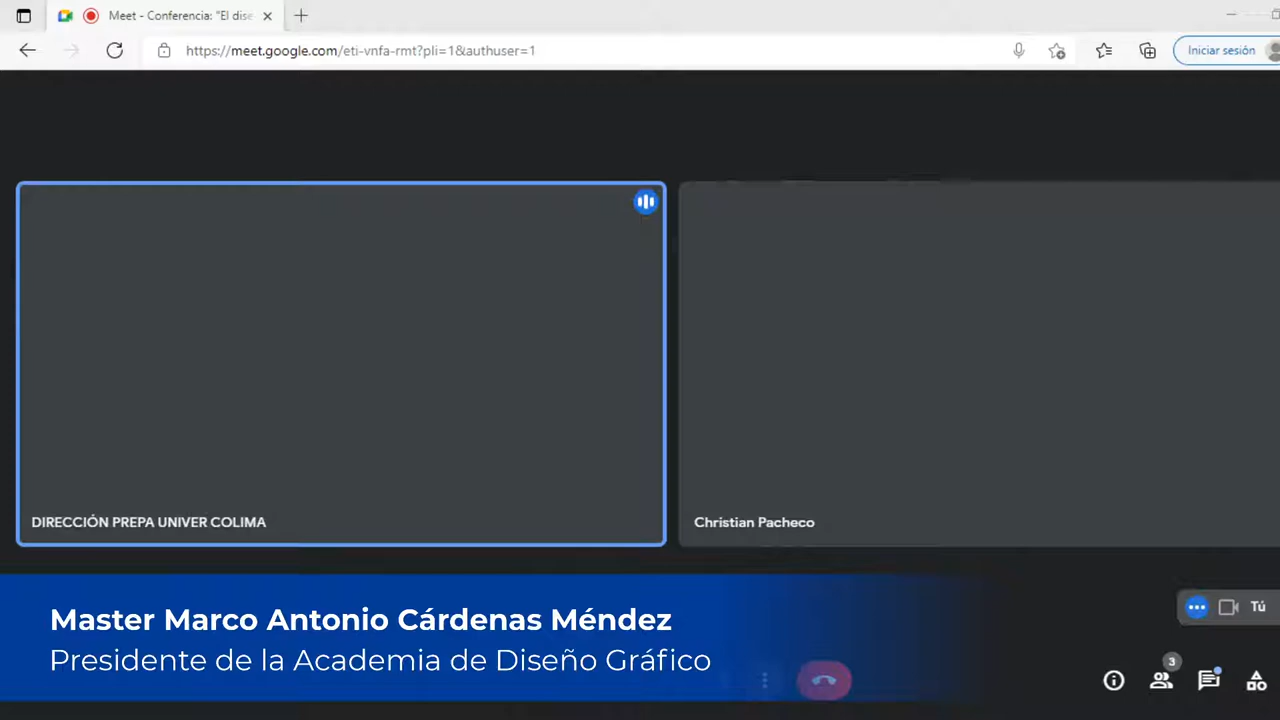 Meet - Conferencia: "El dise
https://meet.google.com/eti-vnfa-rmt?pli=1&authuser=1
Iniciar sesión
DIRECCIÓN PREPA UNIVER COLIMA
Christian Pacheco
Master Marco Antonio Cárdenas Méndez
Presidente de la Academia de Diseño Gráfico
Tú
3